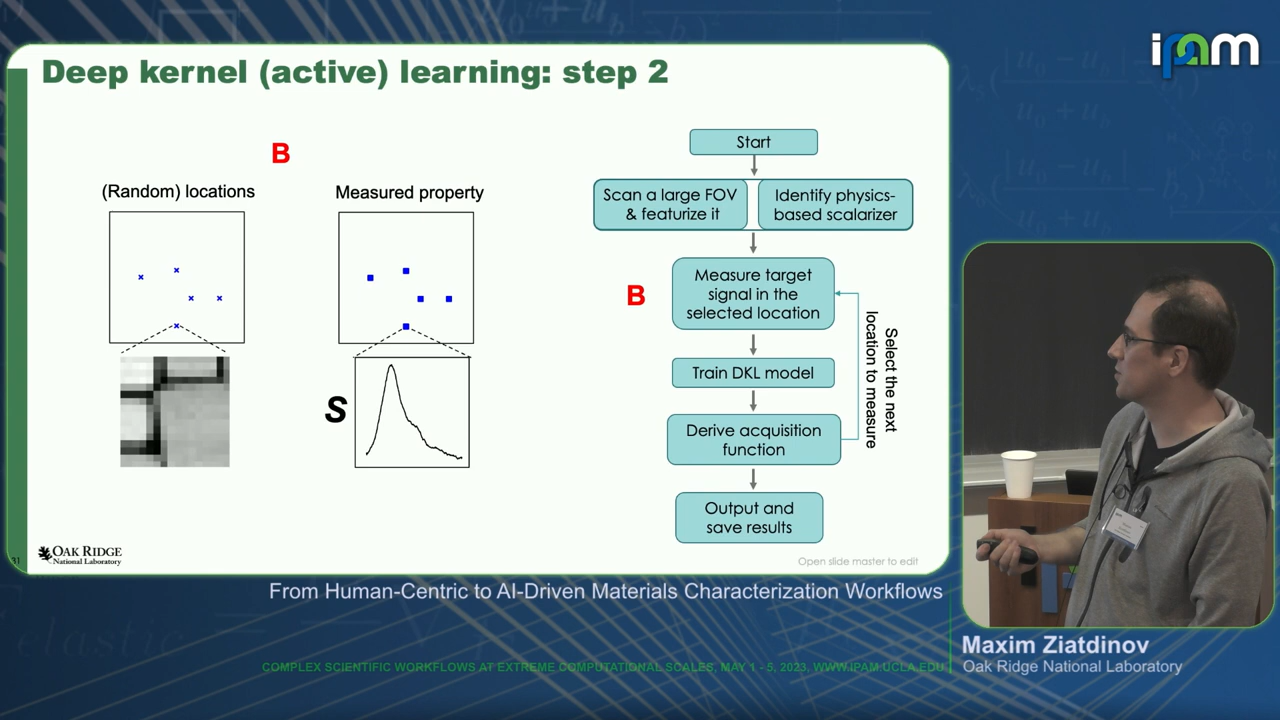 ipam
Deep kernel (active) learning: step 2
B
(Random) locations
Measured property
S
Start
Scan a large FOV
& featurize it
Identify physics-
based scalarizer
B
Measure target
signal in the
selected location
Train DKL model
Derive acquisition
function
Output and
save results
Select the next
location to measure
31
OAK RIDGE
National Laboratory
Open slide master to edit
From Human-Centric to AI-Driven Materials Characterization Workflows
Maxim Ziatdinov
Oak Ridge National Laboratory
COMPLEX SCIENTIFIC WORKFLOWS AT EXTREME COMPUTATIONAL SCALES, MAY 1 - 5, 2023, WWW.IPAM.UCLA.EDU
elastic